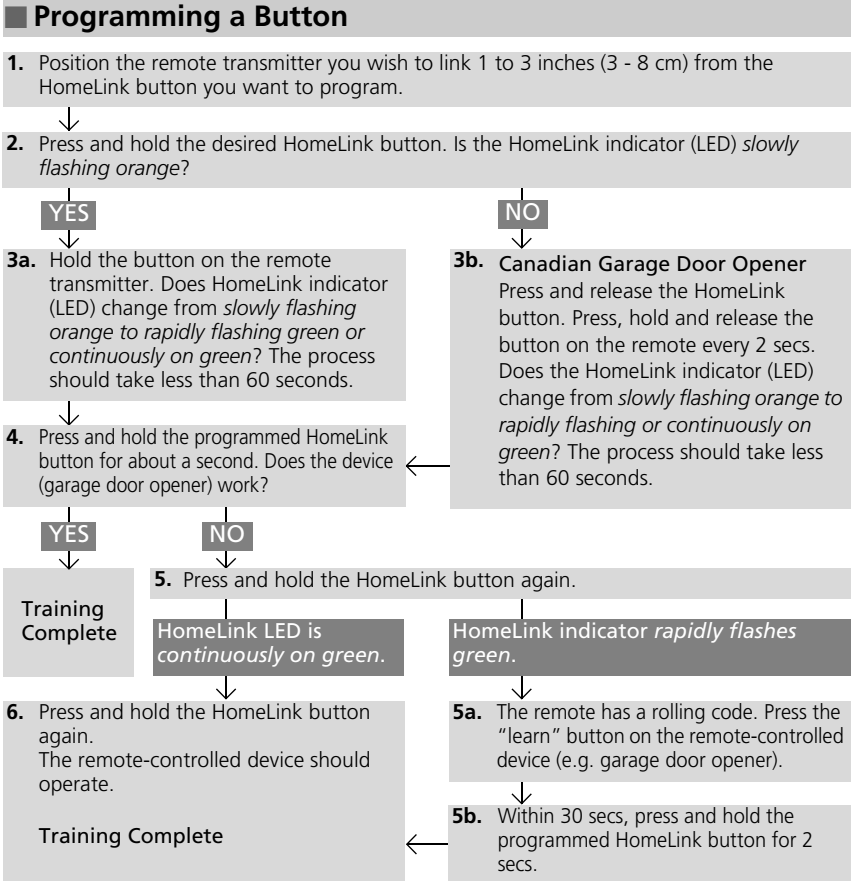 Programming a Button
1. Position the remote transmitter you wish to link 1 to 3 inches (3 - 8 cm) from the
HomeLink button you want to program.
2. Press and hold the desired HomeLink button. Is the HomeLink indicator (LED) slowly
flashing orange?
YES
NO
3a. Hold the button on the remote
transmitter. Does HomeLink indicator
(LED) change from slowly flashing
orange to rapidly flashing green or
continuously on green? The process
should take less than 60 seconds.
3b. Canadian Garage Door Opener
Press and release the HomeLink
button. Press, hold and release the
button on the remote every 2 secs.
Does the HomeLink indicator (LED)
change from slowly flashing orange to
rapidly flashing or continuously on
green? The process should take less
than 60 seconds.
4. Press and hold the programmed HomeLink
button for about a second. Does the device
(garage door opener) work?
YES
NO
Training
Complete
5. Press and hold the HomeLink button again.
HomeLink LED is
continuously on green.
HomeLink indicator rapidly flashes
green.
5a. The remote has a rolling code. Press the
“learn” button on the remote-controlled
device (e.g. garage door opener).
5b. Within 30 secs, press and hold the
programmed HomeLink button for 2
secs.
6. Press and hold the HomeLink button
again.
The remote-controlled device should
operate.
Training Complete